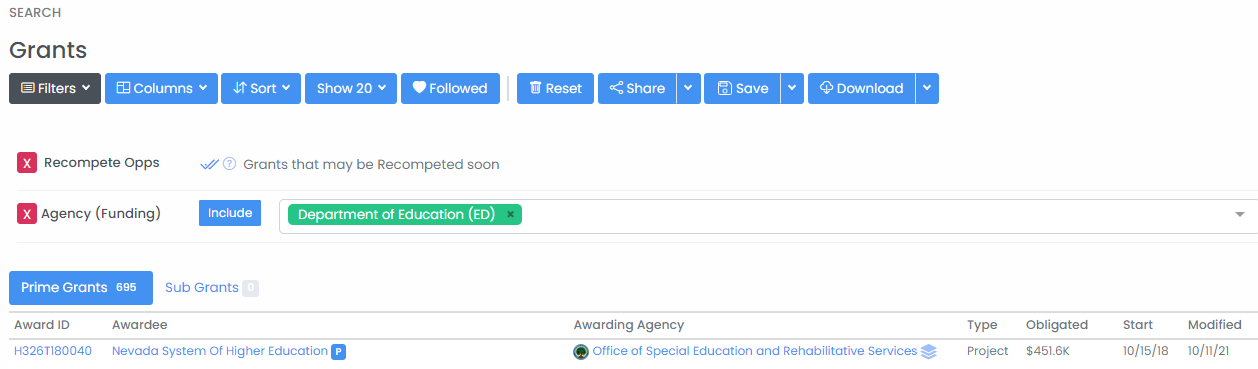 SEARCH
Grants
Filters Columns Sort Show 20 Followed Reset Share Save Download
X Recompete Opps ? Grants that may be Recompeted soon
X Agency (Funding) Include Department of Education (ED) ×
Prime Grants 695 Sub Grants 0
Award ID Awardee Awarding Agency Type Obligated Start Modified
H326T180040 Nevada System Of Higher Education P Office of Special Education and Rehabilitative Services Project $451.6K 10/15/18 10/11/21